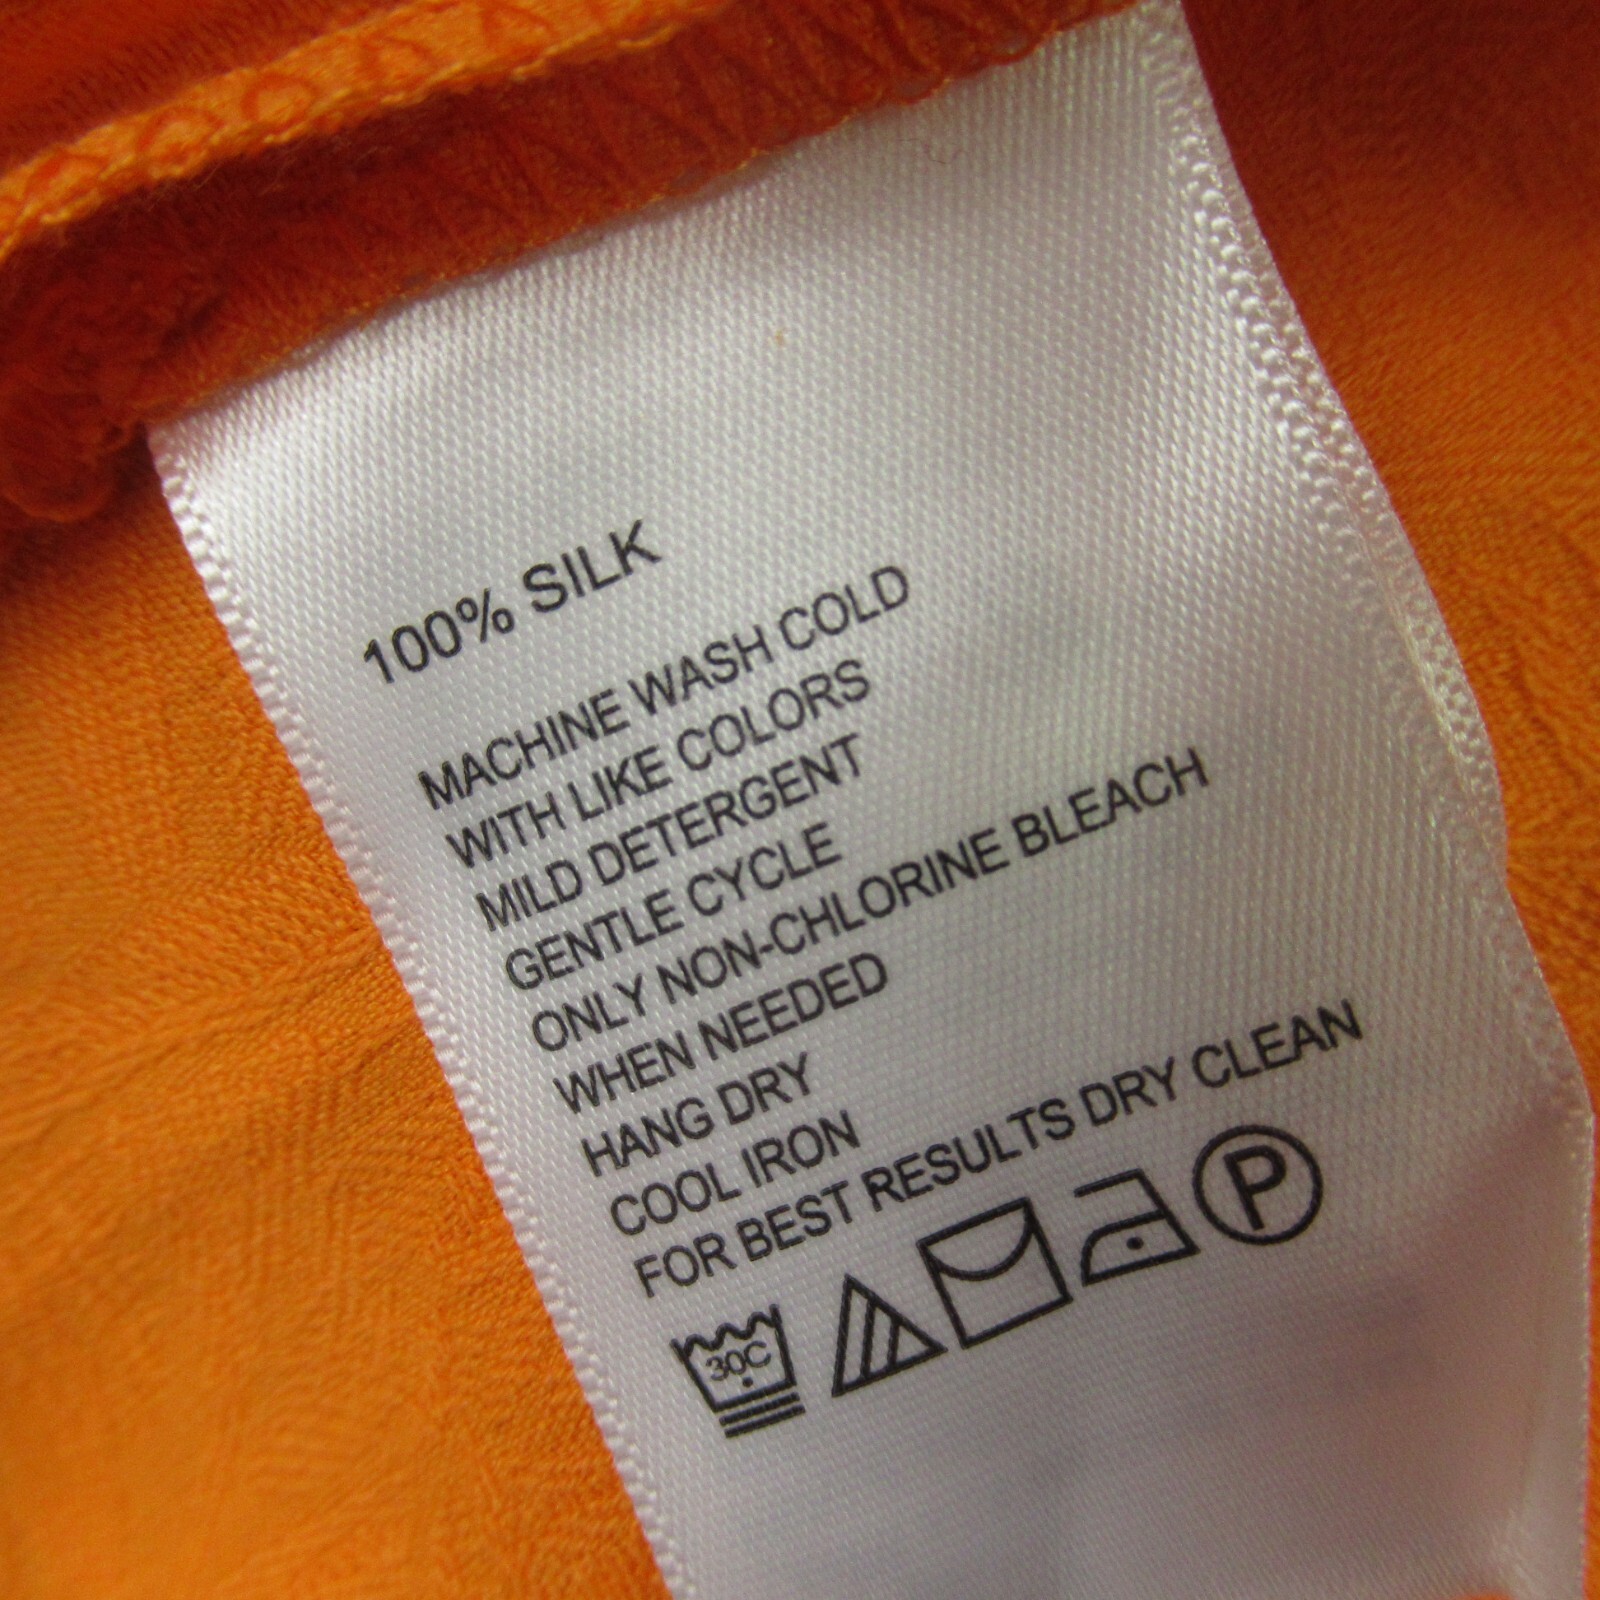 100% SILK
MACHINE WASH COLD
WITH LIKE COLORS
MILD DETERGENT
GENTLE CYCLE
ONLY NON-CHLORINE BLEACH
WHEN NEEDED
HANG DRY
COOL IRON
FOR BEST RESULTS DRY CLEAN
30C P